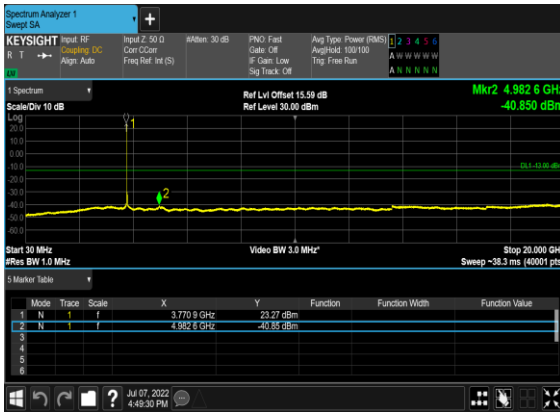 Spectrum Analyzer 1
Swept SA
KEYSIGHT Input: RF Input Z: 50 Ω #Atten: 30 dB PNO: Fast Avg Type: Power (RMS) 1 2 3 4 5 6
R T Coupling: DC Corr CCorr Gate: Off Avg|Hold: 100/100 A W W W W W
Align: Auto Freq Ref: Int (S) IF Gain: Low Trig: Free Run
LW Sig Track: Off A N N N N N
1 Spectrum Ref Lvl Offset 15.59 dB Mkr2 4.982 6 GHz
Scale/Div 10 dB Ref Level 30.00 dBm -40.850 dBm
Log
20.0
10.0
0.00
-10.0
DL1 -13.00 dBm
-20.0
-30.0
-40.0
-50.0
-60.0
1
2
Start 30 MHz Video BW 3.0 MHz* Stop 20.000 GHz
#Res BW 1.0 MHz Sweep ~38.3 ms (40001 pts)
5 Marker Table
Mode Trace Scale X Y Function Function Width Function Value
1 N 1 f 3.770 9 GHz 23.27 dBm
2 N 1 f 4.982 6 GHz -40.85 dBm
3
4
5
6
? Jul 07, 2022
4:49:30 PM